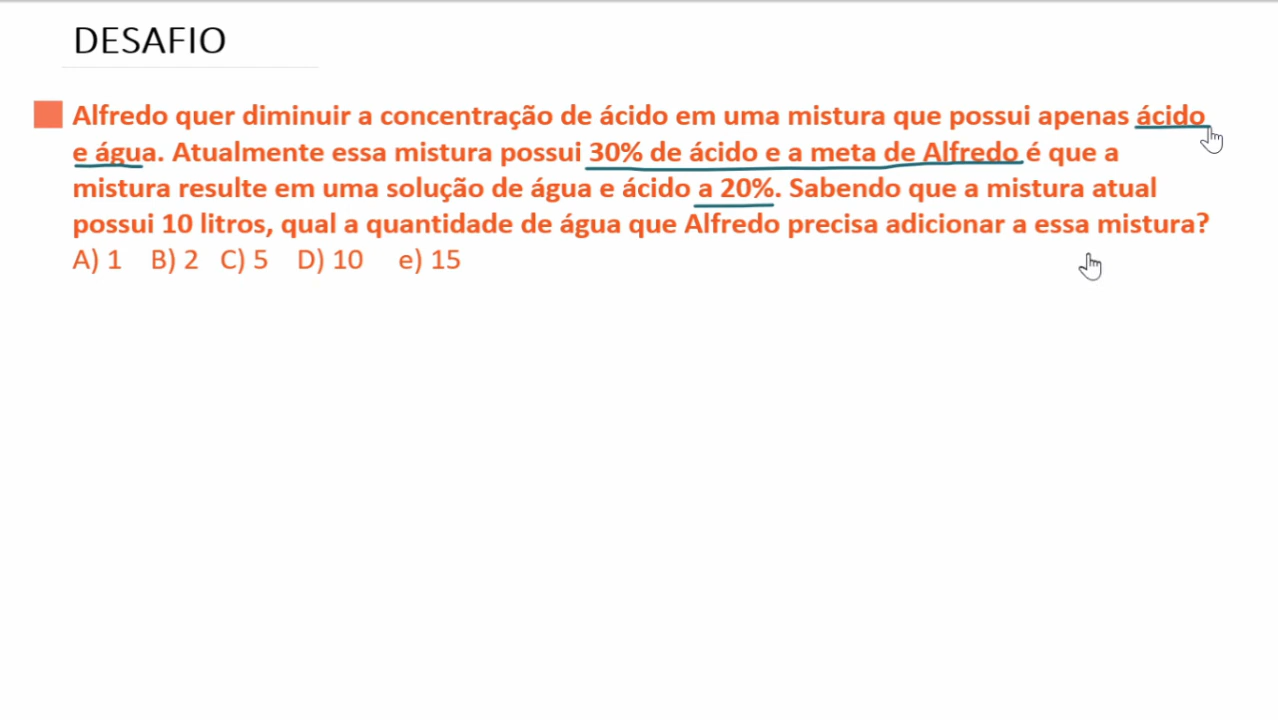 DESAFIO
Alfredo quer diminuir a concentração de ácido em uma mistura que possui apenas ácido
e água. Atualmente essa mistura possui 30% de ácido e a meta de Alfredo é que a
mistura resulte em uma solução de água e ácido a 20%. Sabendo que a mistura atual
possui 10 litros, qual a quantidade de água que Alfredo precisa adicionar a essa mistura?
A) 1 B) 2 C) 5 D) 10 e) 15